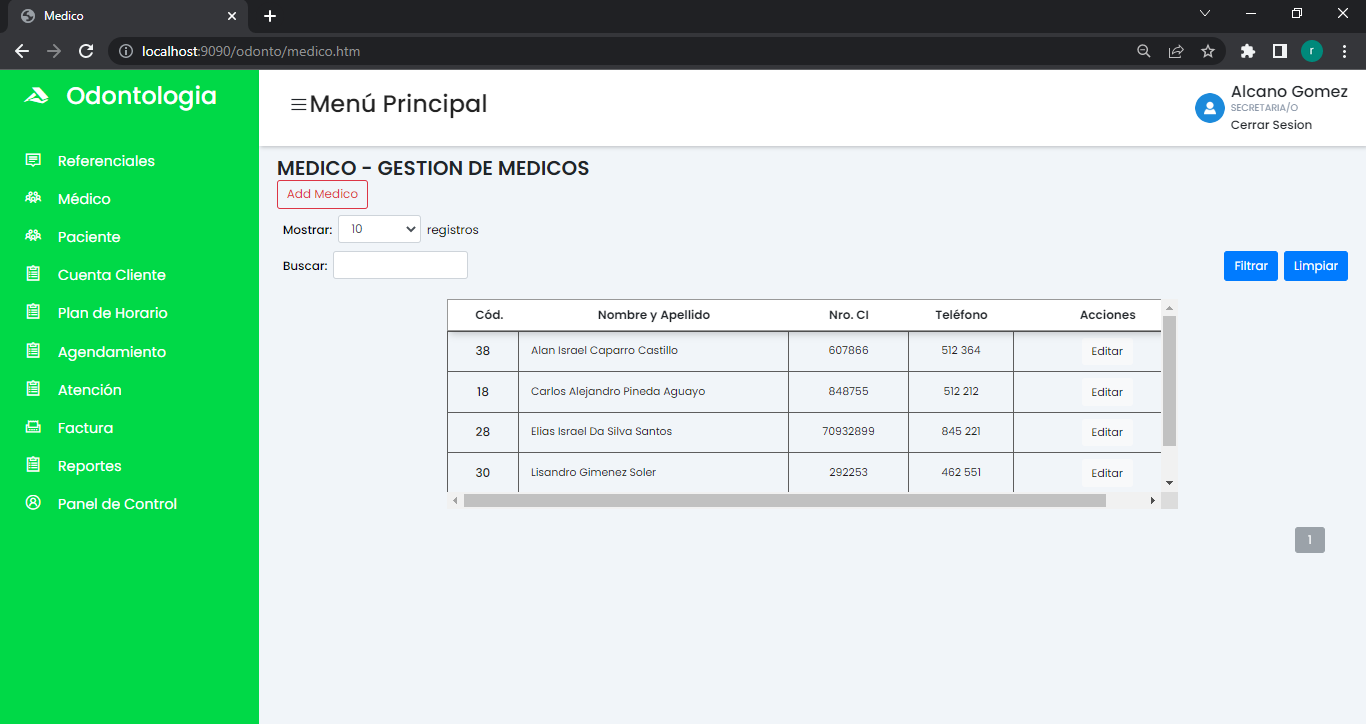 Medico
localhost:9090/odonto/medico.htm
r
Odontologia
Menú Principal
Alcano Gomez
SECRETARIA/O
Cerrar Sesion
Referenciales
Médico
Paciente
Cuenta Cliente
Plan de Horario
Agendamiento
Atención
Factura
Reportes
Panel de Control
MEDICO - GESTION DE MEDICOS
Add Medico
Mostrar: 10 registros
Buscar: Filtrar Limpiar
Cód. Nombre y Apellido Nro. CI Teléfono Acciones
38 Alan Israel Caparro Castillo 607866 512 364 Editar
18 Carlos Alejandro Pineda Aguayo 848755 512 212 Editar
28 Elias Israel Da Silva Santos 70932899 845 221 Editar
30 Lisandro Gimenez Soler 292253 462 551 Editar
1